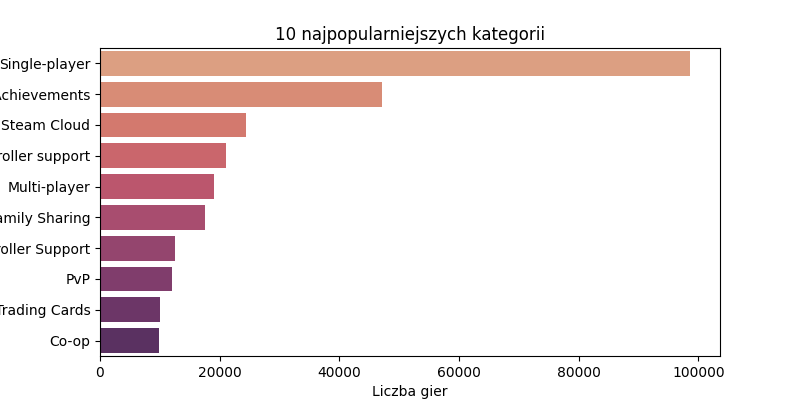 10 najpopularniejszych kategorii
Single-player
Achievements
Steam Cloud
roller support
Multi-player
amily Sharing
roller Support
PvP
Trading Cards
Co-op
0 20000 40000 60000 80000 100000
Liczba gier